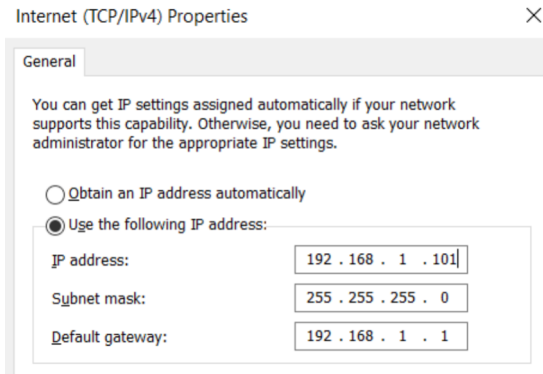 Internet (TCP/IPv4) Properties
General
You can get IP settings assigned automatically if your network
supports this capability. Otherwise, you need to ask your network
administrator for the appropriate IP settings.
Obtain an IP address automatically
Use the following IP address:
IP address: 192 . 168 . 1 . 101
Subnet mask: 255 . 255 . 255 . 0
Default gateway: 192 . 168 . 1 . 1